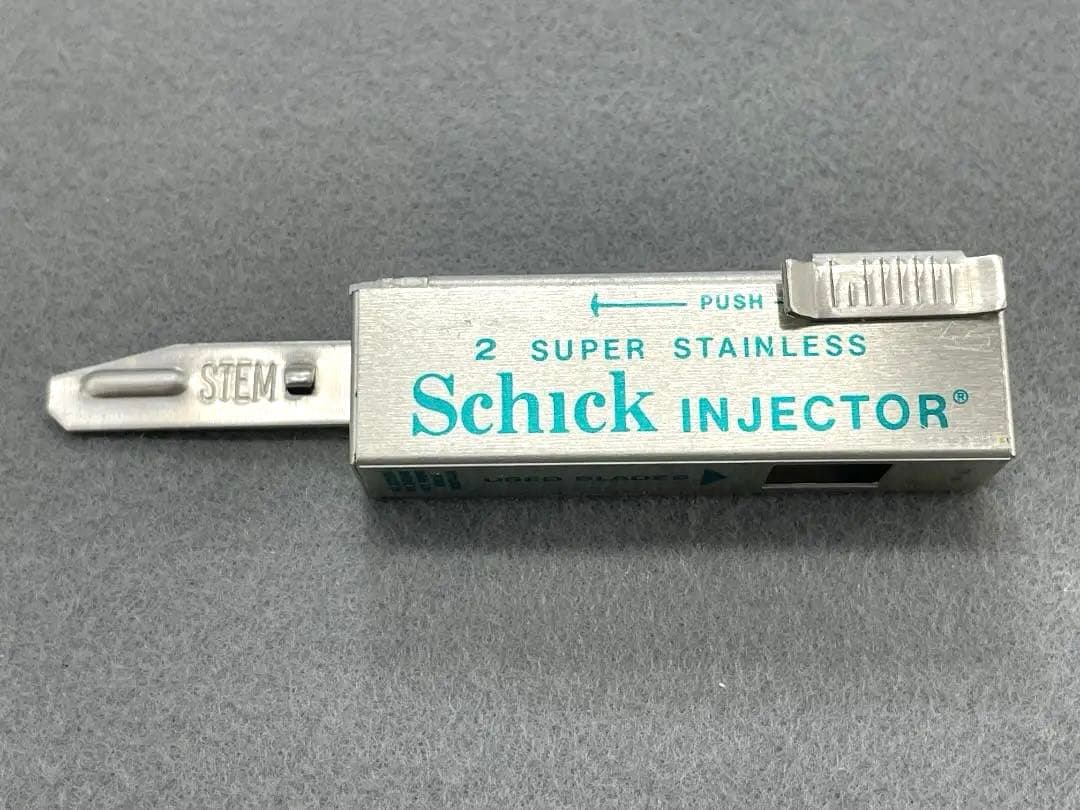 PUSH
2 SUPER STAINLESS
Schick INJECTOR®
STEM
USED BLADES